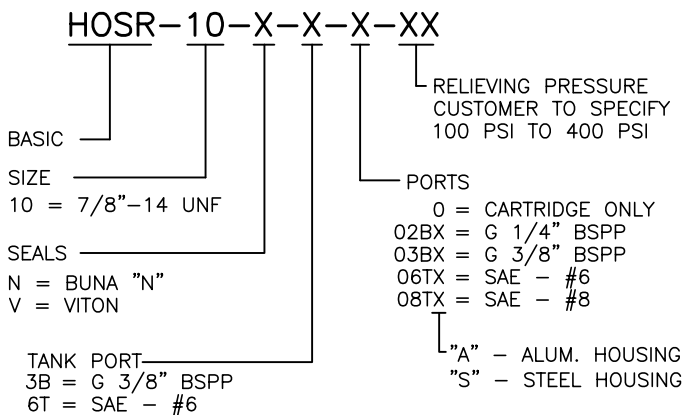 HOSR-10-X-X-X-XX
RELIEVING PRESSURE
CUSTOMER TO SPECIFY
100 PSI TO 400 PSI
BASIC
SIZE
10 = 7/8"-14 UNF
PORTS
0 = CARTRIDGE ONLY
02BX = G 1/4" BSPP
03BX = G 3/8" BSPP
06TX = SAE - #6
08TX = SAE - #8
SEALS
N = BUNA "N"
V = VITON
"A" - ALUM. HOUSING
"S" - STEEL HOUSING
TANK PORT
3B = G 3/8" BSPP
6T = SAE - #6